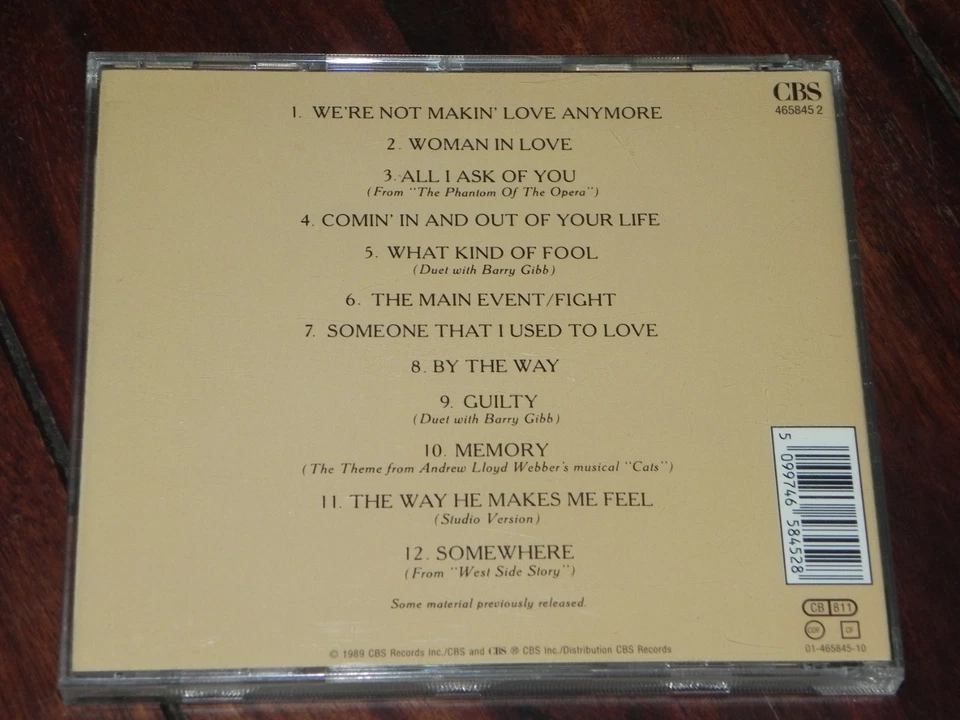 CBS
465845 2
1. WE'RE NOT MAKIN' LOVE ANYMORE
2. WOMAN IN LOVE
3. ALL I ASK OF YOU
(From "The Phantom Of The Opera")
4. COMIN' IN AND OUT OF YOUR LIFE
5. WHAT KIND OF FOOL
(Duet with Barry Gibb)
6. THE MAIN EVENT/FIGHT
7. SOMEONE THAT I USED TO LOVE
8. BY THE WAY
9. GUILTY
(Duet with Barry Gibb)
10. MEMORY
(The Theme from Andrew Lloyd Webber's musical "Cats")
11. THE WAY HE MAKES ME FEEL
(Studio Version)
12. SOMEWHERE
(From "West Side Story")
Some material previously released.
© 1989 CBS Records Inc./CBS and CBS ® CBS Inc./Distribution CBS Records
5 099746 584528
CB 811
01-465845-10